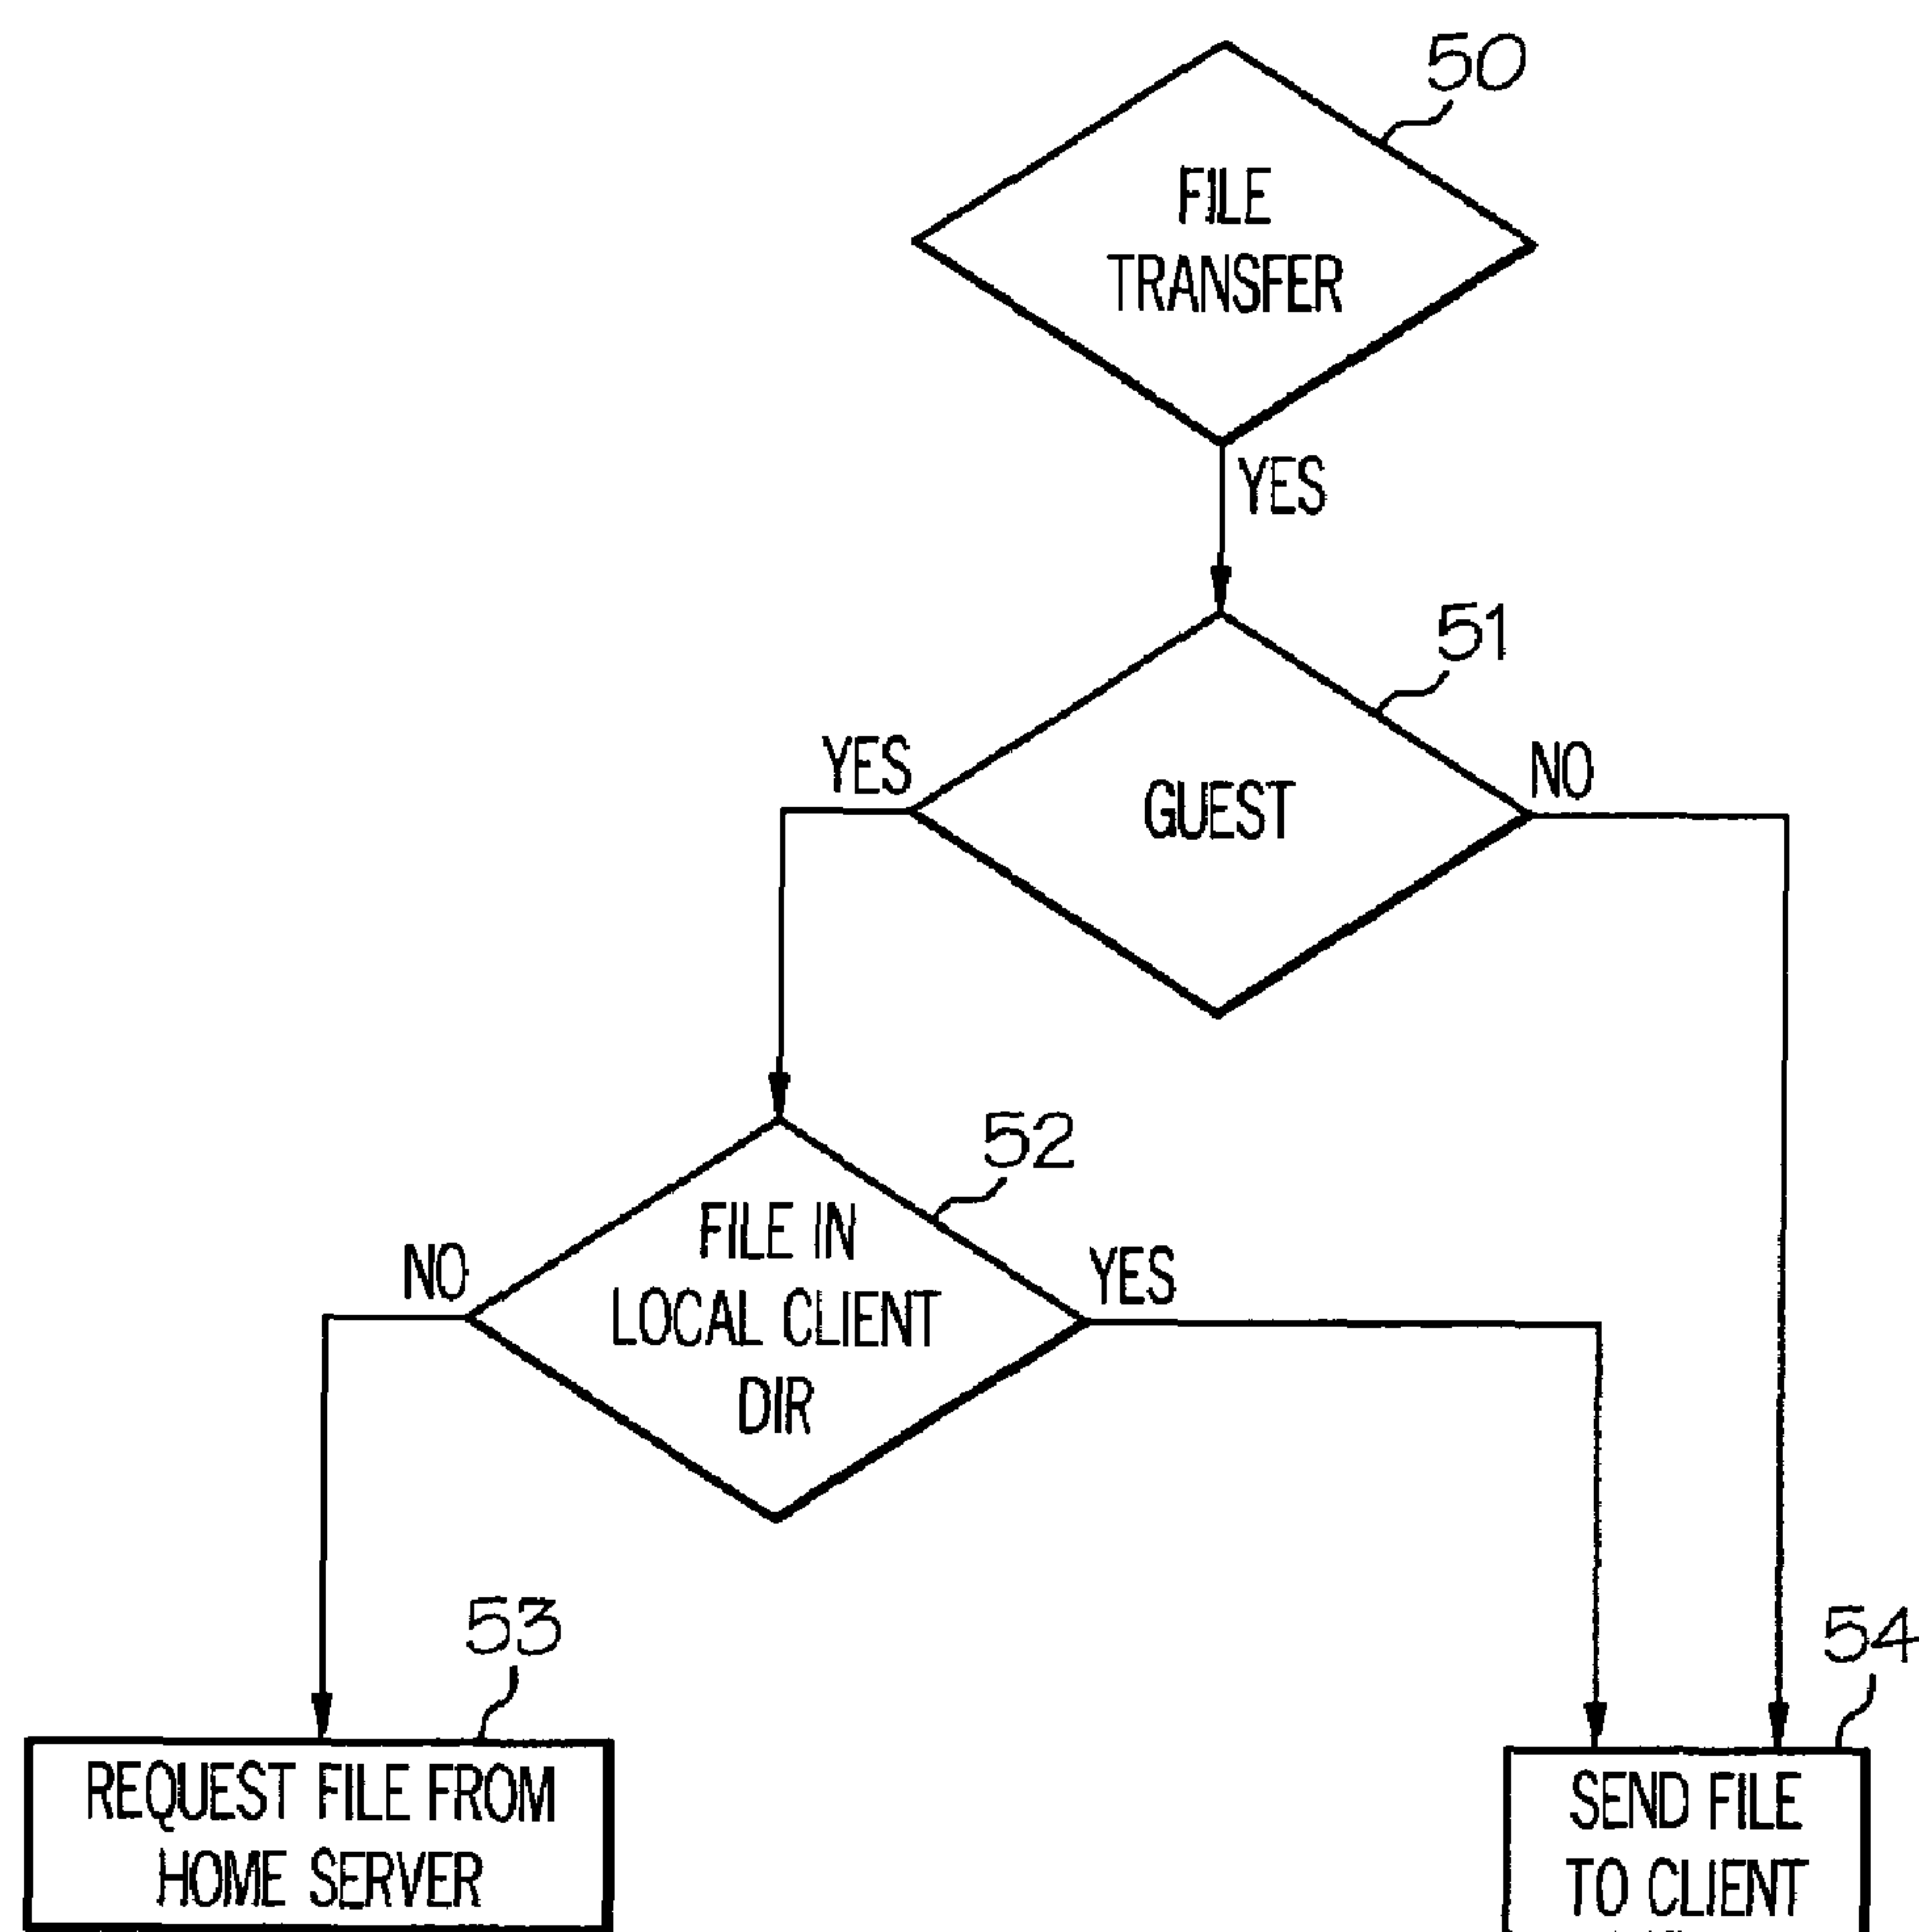 50
FILE
TRANSFER
YES
51
YES
GUEST
NO
52
FILE IN
LOCAL CLIENT
DIR
NO
YES
53
54
REQUEST FILE FROM
HOME SERVER
SEND FILE
TO CLIENT